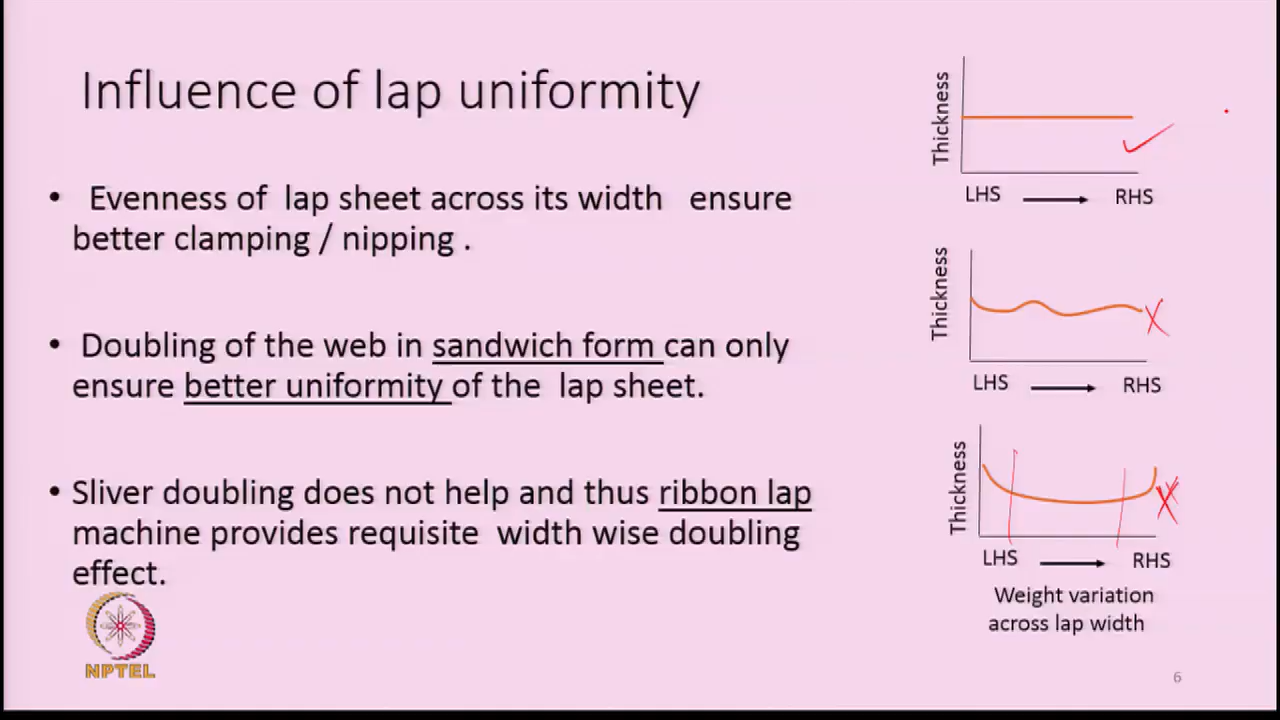 Influence of lap uniformity
• Evenness of lap sheet across its width ensure
better clamping / nipping .
• Doubling of the web in sandwich form can only
ensure better uniformity of the lap sheet.
• Sliver doubling does not help and thus ribbon lap
machine provides requisite width wise doubling
effect.
NPTEL
Thickness
LHS RHS
Thickness
LHS RHS
Thickness
LHS RHS
Weight variation
across lap width
6